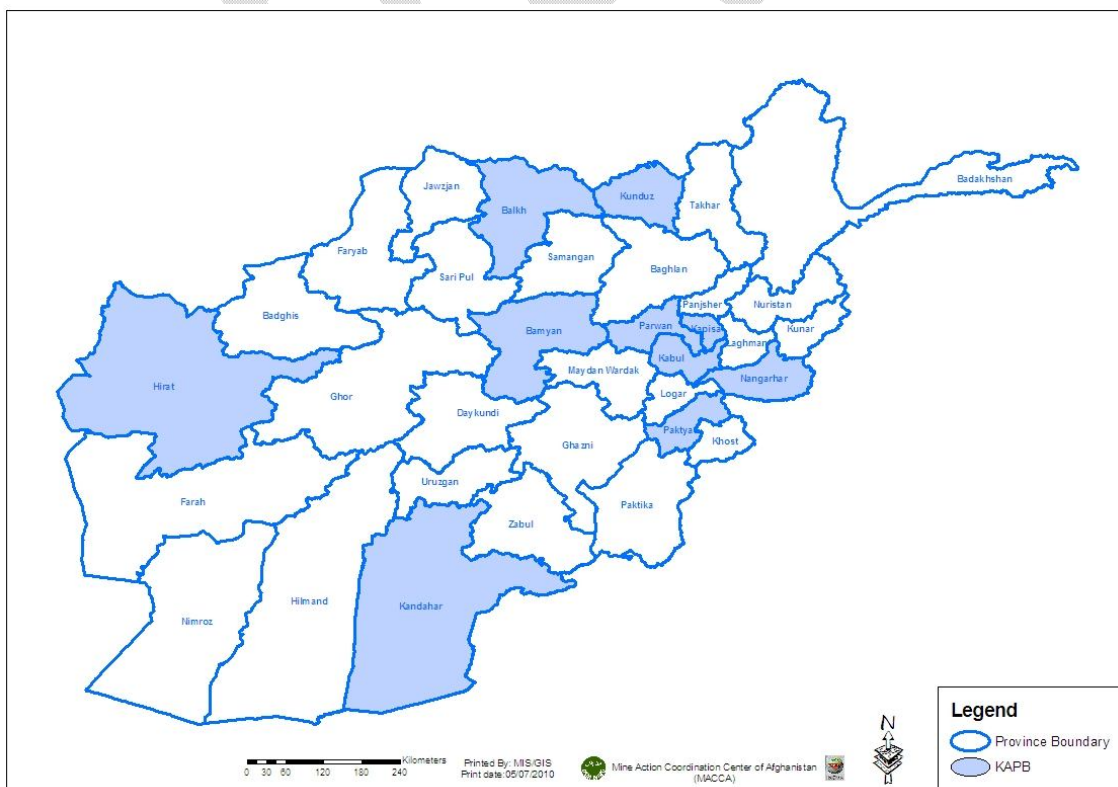 Badakhshan
Jawzjan
Balkh
Kunduz
Takhar
Faryab
Samangan
Sari Pul
Baghlan
Badghis
Panjsher
Nuristan
Bamyan
Parwan
Kapisa
Kunar
Laghman
Kabul
Maydan Wardak
Nangarhar
Hirat
Ghor
Logar
Daykundi
Paktya
Khost
Ghazni
Uruzgan
Farah
Paktika
Zabul
Hilmand
Kandahar
Nimroz
N
Legend
Province Boundary
KAPB
Kilometers
0 30 60 120 180 240
Printed By: MIS/GIS
Print date:05/07/2010
Mine Action Coordination Center of Afghanistan
(MACCA)